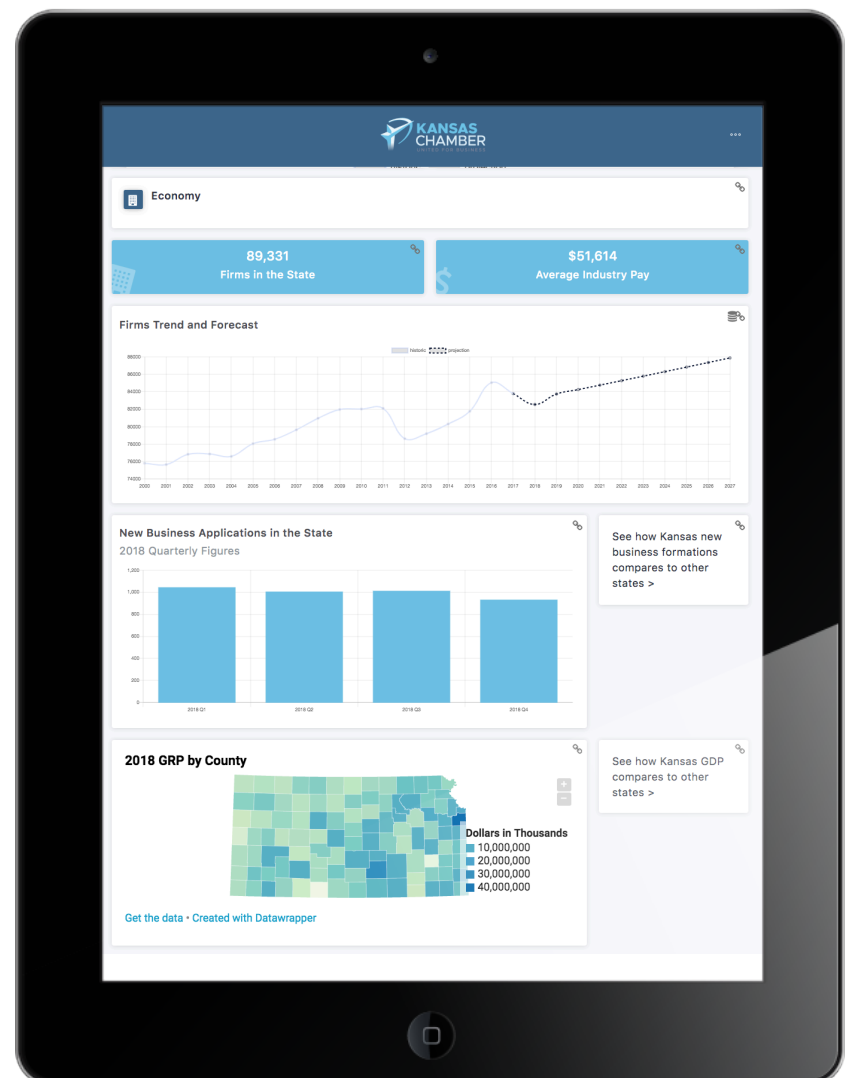 KANSAS
CHAMBER
UNITED FOR BUSINESS
Economy
89,331
Firms in the State
$51,614
Average Industry Pay
Firms Trend and Forecast
historic projection
88000
86000
84000
82000
80000
78000
76000
74000
2000 2001 2002 2003 2004 2005 2006 2007 2008 2009 2010 2011 2012 2013 2014 2015 2016 2017 2018 2019 2020 2021 2022 2023 2024 2025 2026 2027
New Business Applications in the State
2018 Quarterly Figures
1,200
1,000
800
600
400
200
0
2018 Q1 2018 Q2 2018 Q3 2018 Q4
See how Kansas new
business formations
compares to other
states >
2018 GRP by County
+
−
Dollars in Thousands
10,000,000
20,000,000
30,000,000
40,000,000
Get the data • Created with Datawrapper
See how Kansas GDP
compares to other
states >